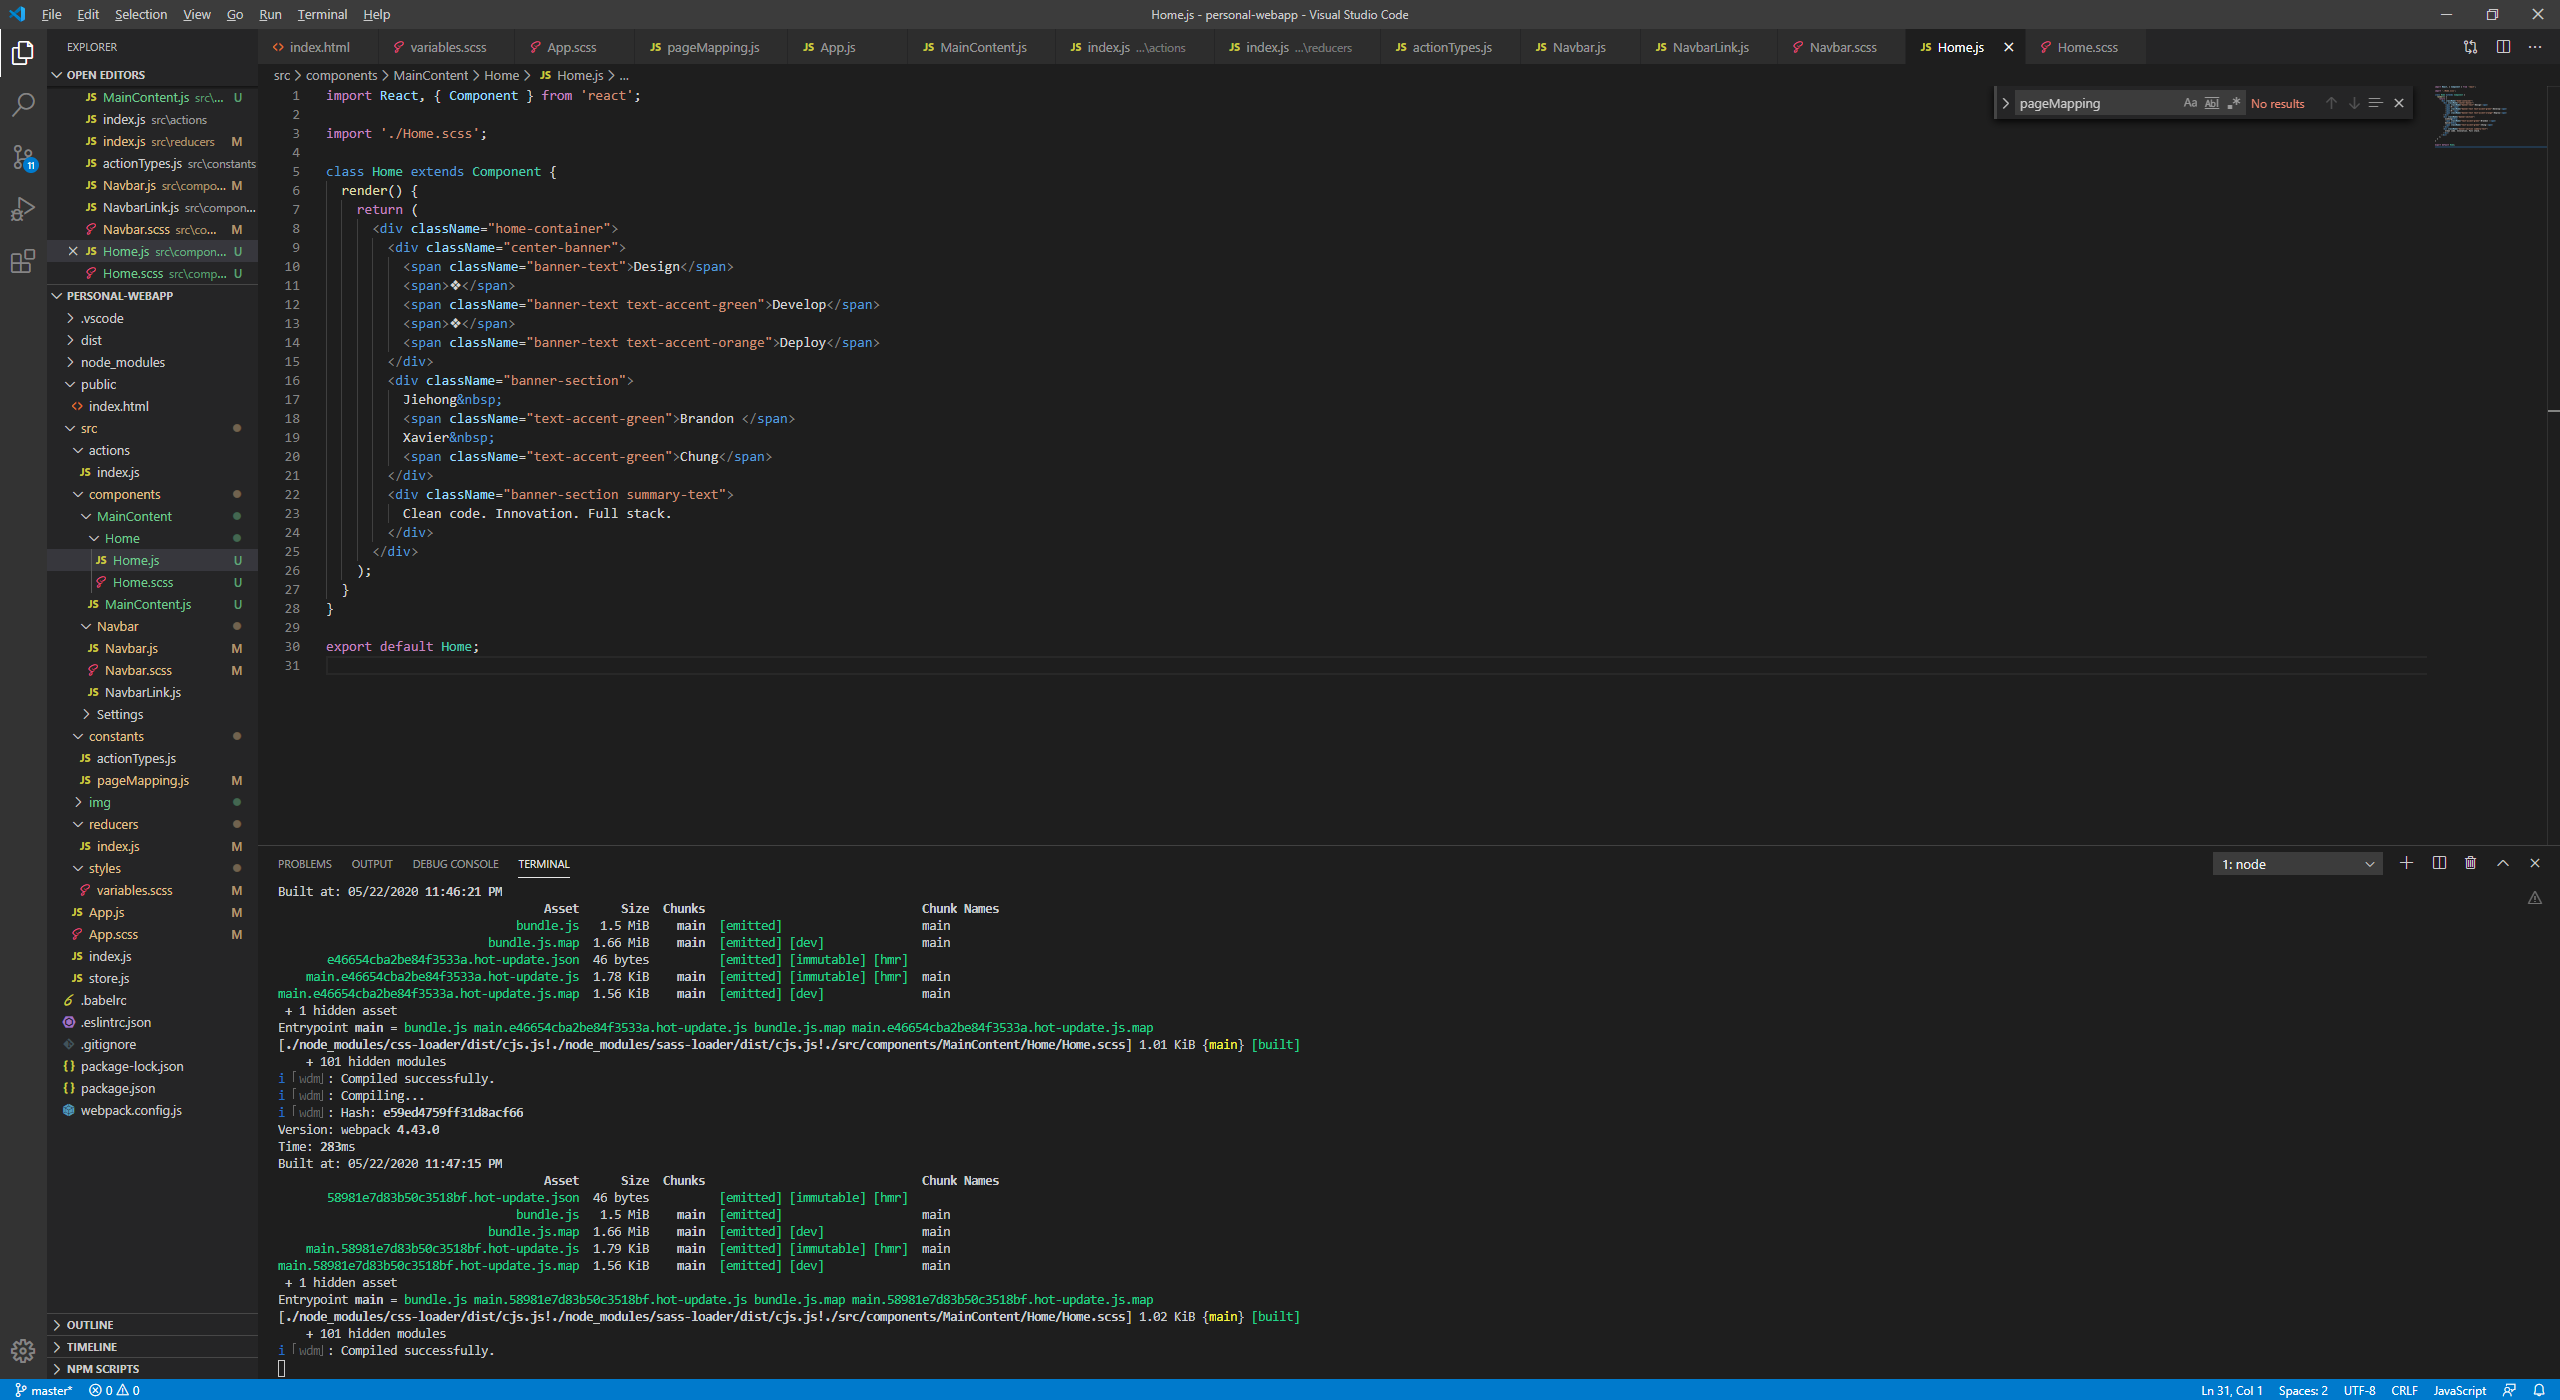 File Edit Selection View Go Run Terminal Help
Home.js - personal-webapp - Visual Studio Code
EXPLORER
OPEN EDITORS
MainContent.js src\... U
index.js src\actions
index.js src\reducers M
actionTypes.js src\constants
Navbar.js src\compo... M
NavbarLink.js src\compon...
Navbar.scss src\co... M
Home.js src\compon... U
Home.scss src\comp... U
PERSONAL-WEBAPP
.vscode
dist
node_modules
public
index.html
src
actions
index.js
components
MainContent
Home
Home.js U
Home.scss U
MainContent.js U
Navbar
Navbar.js M
Navbar.scss M
NavbarLink.js
Settings
constants
actionTypes.js
pageMapping.js M
img
reducers
index.js M
styles
variables.scss M
App.js M
App.scss M
index.js
store.js
.babelrc
.eslintrc.json
.gitignore
package-lock.json
package.json
webpack.config.js
OUTLINE
TIMELINE
NPM SCRIPTS
11
index.html variables.scss App.scss pageMapping.js App.js MainContent.js index.js ...\actions index.js ...\reducers actionTypes.js Navbar.js NavbarLink.js Navbar.scss Home.js Home.scss
src > components > MainContent > Home > JS Home.js > ...
pageMapping Aa Abl .* No results
1 import React, { Component } from 'react';
2
3 import './Home.scss';
4
5 class Home extends Component {
6 render() {
7 return (
8 <div className="home-container">
9 <div className="center-banner">
10 <span className="banner-text">Design</span>
11 <span>❖</span>
12 <span className="banner-text text-accent-green">Develop</span>
13 <span>❖</span>
14 <span className="banner-text text-accent-orange">Deploy</span>
15 </div>
16 <div className="banner-section">
17 Jiehong&nbsp;
18 <span className="text-accent-green">Brandon </span>
19 Xavier&nbsp;
20 <span className="text-accent-green">Chung</span>
21 </div>
22 <div className="banner-section summary-text">
23 Clean code. Innovation. Full stack.
24 </div>
25 </div>
26 );
27 }
28 }
29
30 export default Home;
31
PROBLEMS OUTPUT DEBUG CONSOLE TERMINAL
1: node
Built at: 05/22/2020 11:46:21 PM
Asset Size Chunks Chunk Names
bundle.js 1.5 MiB main [emitted] main
bundle.js.map 1.66 MiB main [emitted] [dev] main
e46654cba2be84f3533a.hot-update.json 46 bytes [emitted] [immutable] [hmr]
main.e46654cba2be84f3533a.hot-update.js 1.78 KiB main [emitted] [immutable] [hmr] main
main.e46654cba2be84f3533a.hot-update.js.map 1.56 KiB main [emitted] [dev] main
+ 1 hidden asset
Entrypoint main = bundle.js main.e46654cba2be84f3533a.hot-update.js bundle.js.map main.e46654cba2be84f3533a.hot-update.js.map
[./node_modules/css-loader/dist/cjs.js!./node_modules/sass-loader/dist/cjs.js!./src/components/MainContent/Home/Home.scss] 1.01 KiB {main} [built]
+ 101 hidden modules
i ｢wdm｣: Compiled successfully.
i ｢wdm｣: Compiling...
i ｢wdm｣: Hash: e59ed4759ff31d8acf66
Version: webpack 4.43.0
Time: 283ms
Built at: 05/22/2020 11:47:15 PM
Asset Size Chunks Chunk Names
58981e7d83b50c3518bf.hot-update.json 46 bytes [emitted] [immutable] [hmr]
bundle.js 1.5 MiB main [emitted] main
bundle.js.map 1.66 MiB main [emitted] [dev] main
main.58981e7d83b50c3518bf.hot-update.js 1.79 KiB main [emitted] [immutable] [hmr] main
main.58981e7d83b50c3518bf.hot-update.js.map 1.56 KiB main [emitted] [dev] main
+ 1 hidden asset
Entrypoint main = bundle.js main.58981e7d83b50c3518bf.hot-update.js bundle.js.map main.58981e7d83b50c3518bf.hot-update.js.map
[./node_modules/css-loader/dist/cjs.js!./node_modules/sass-loader/dist/cjs.js!./src/components/MainContent/Home/Home.scss] 1.02 KiB {main} [built]
+ 101 hidden modules
i ｢wdm｣: Compiled successfully.
master* 0 0
Ln 31, Col 1 Spaces: 2 UTF-8 CRLF JavaScript